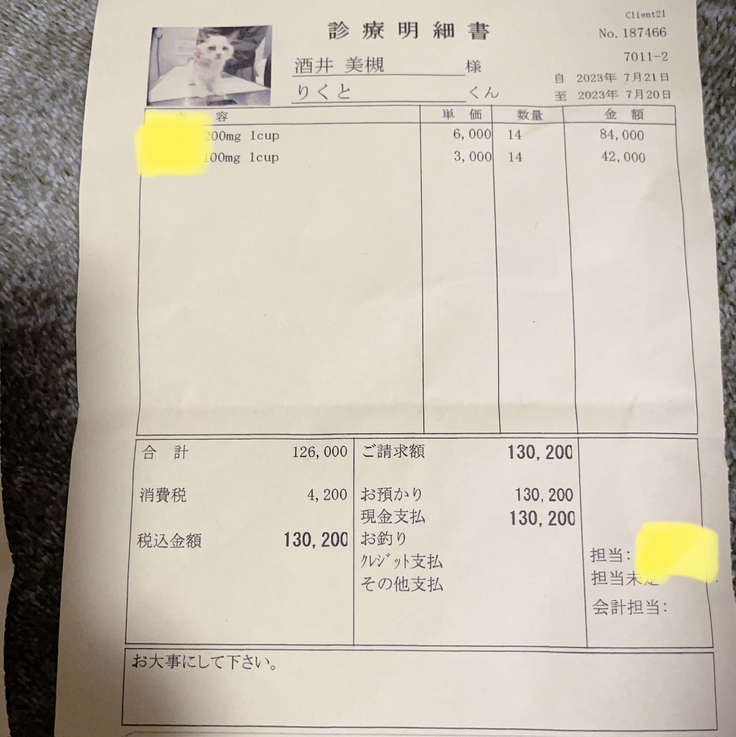 Client21
診療明細書
No. 187466
7011-2
酒井 美槻 様
自 2023年 7月21日
りくと くん
至 2023年 7月20日
容 単価 数量 金額
200mg 1cup 6,000 14 84,000
100mg 1cup 3,000 14 42,000
合計 126,000
消費税 4,200
税込金額 130,200
ご請求額 130,200
お預かり 130,200
現金支払 130,200
お釣り
ｸﾚｼﾞｯﾄ支払
その他支払
担当:
担当未定
会計担当:
お大事にして下さい。